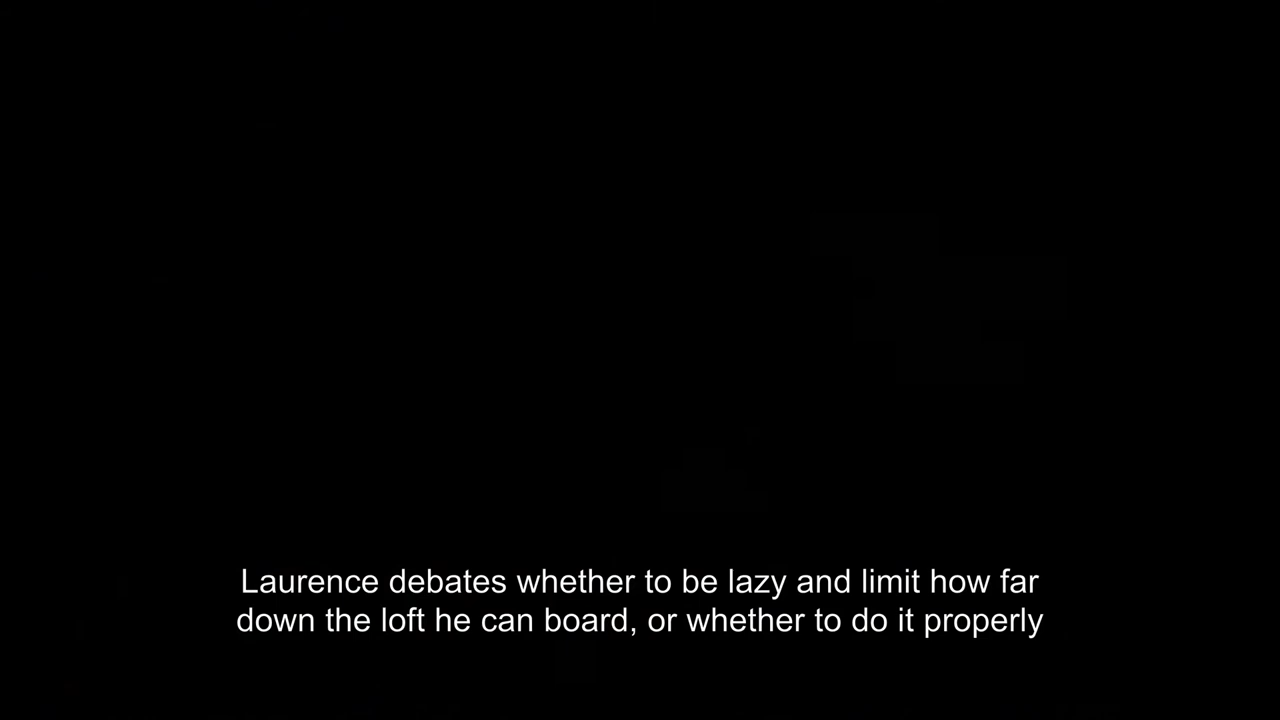 Laurence debates whether to be lazy and limit how far
down the loft he can board, or whether to do it properly